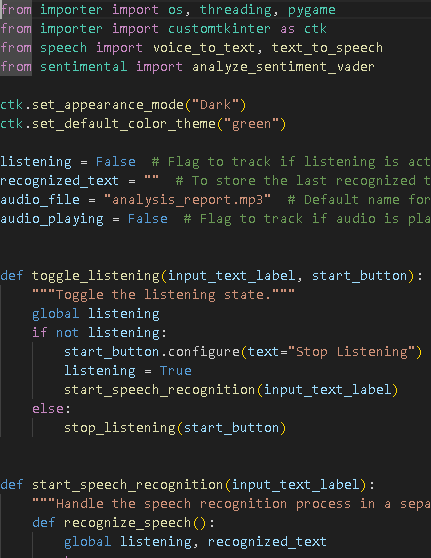 from importer import os, threading, pygame
from importer import customtkinter as ctk
from speech import voice_to_text, text_to_speech
from sentimental import analyze_sentiment_vader
ctk.set_appearance_mode("Dark")
ctk.set_default_color_theme("green")
listening = False  # Flag to track if listening is act
recognized_text = ""  # To store the last recognized t
audio_file = "analysis_report.mp3"  # Default name for
audio_playing = False  # Flag to track if audio is pla
def toggle_listening(input_text_label, start_button):
    """Toggle the listening state."""
    global listening
    if not listening:
        start_button.configure(text="Stop Listening")
        listening = True
        start_speech_recognition(input_text_label)
    else:
        stop_listening(start_button)
def start_speech_recognition(input_text_label):
    """Handle the speech recognition process in a sepa
    def recognize_speech():
        global listening, recognized_text